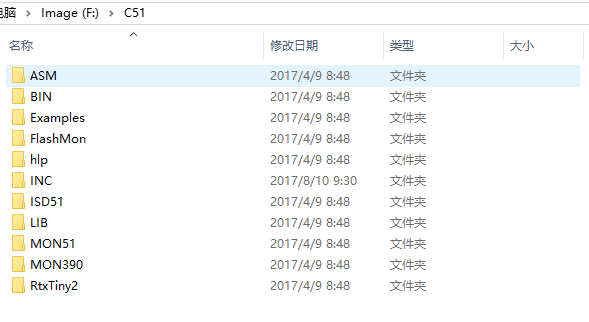 电脑 > Image (F:) > C51
名称 修改日期 类型 大小
ASM 2017/4/9 8:48 文件夹
BIN 2017/4/9 8:48 文件夹
Examples 2017/4/9 8:48 文件夹
FlashMon 2017/4/9 8:48 文件夹
hlp 2017/4/9 8:48 文件夹
INC 2017/8/10 9:30 文件夹
ISD51 2017/4/9 8:48 文件夹
LIB 2017/4/9 8:48 文件夹
MON51 2017/4/9 8:48 文件夹
MON390 2017/4/9 8:48 文件夹
RtxTiny2 2017/4/9 8:48 文件夹